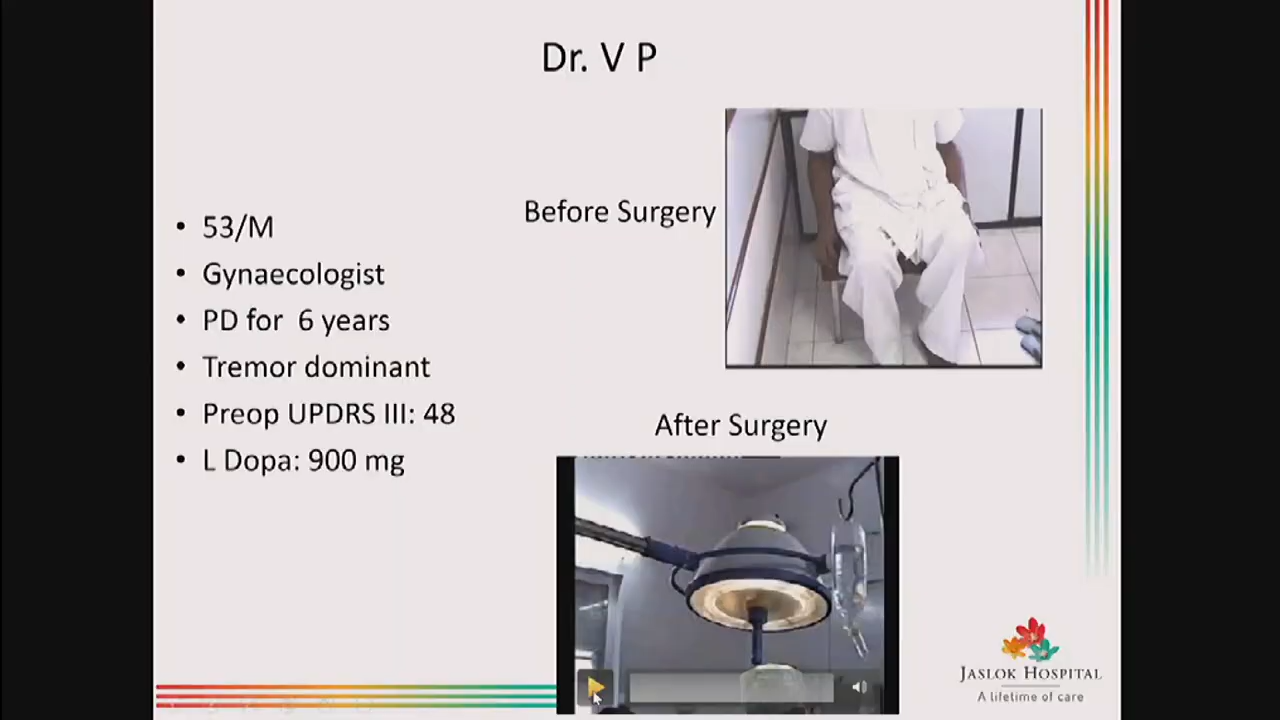 Dr. V P
Before Surgery
• 53/M
• Gynaecologist
• PD for 6 years
• Tremor dominant
• Preop UPDRS III: 48
• L Dopa: 900 mg
After Surgery
JASLOK HOSPITAL
A lifetime of care